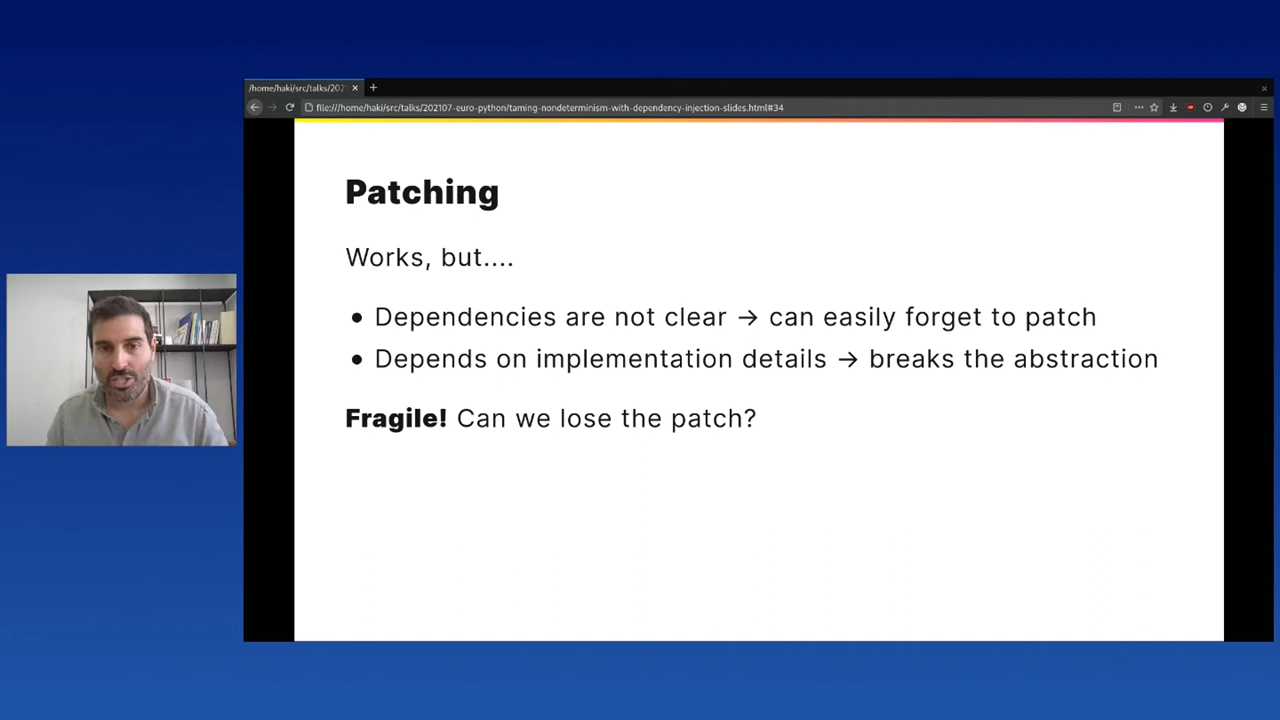 /home/haki/src/talks/202
file:///home/haki/src/talks/202107-euro-python/taming-nondeterminism-with-dependency-injection-slides.html#34
Patching
Works, but....
• Dependencies are not clear → can easily forget to patch
• Depends on implementation details → breaks the abstraction
Fragile! Can we lose the patch?